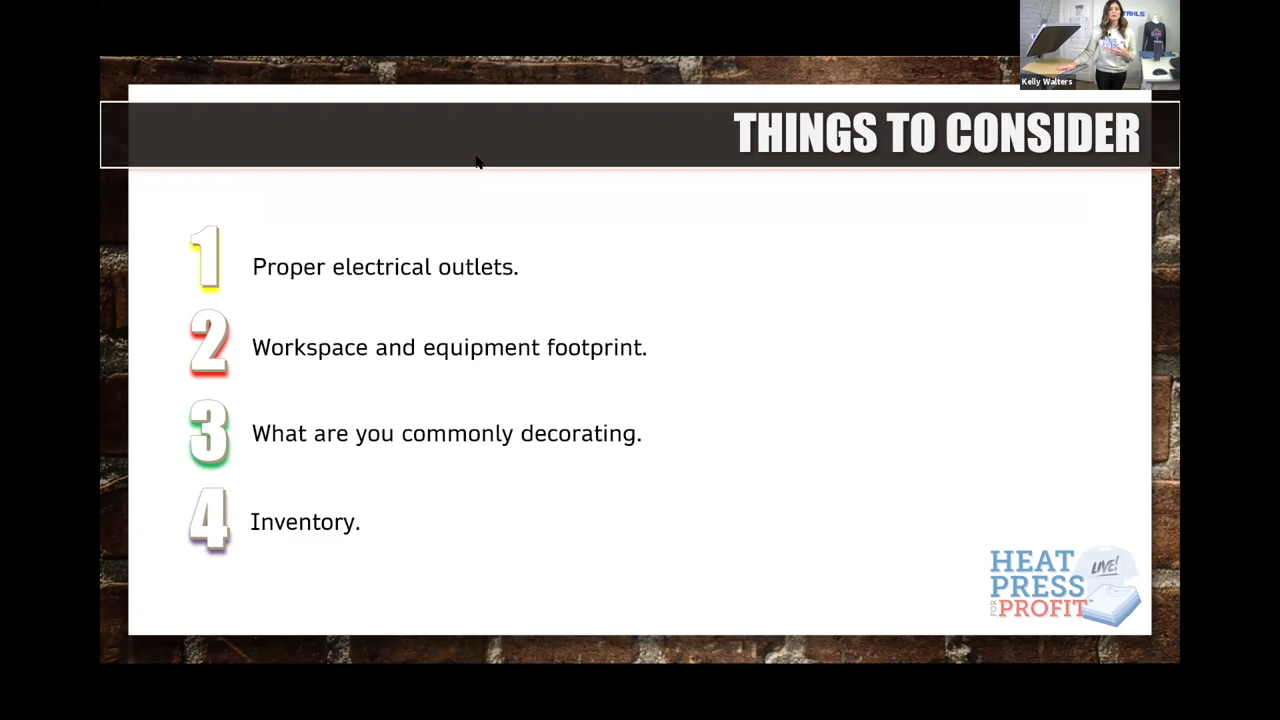 Kelly Walters
THINGS TO CONSIDER
1 Proper electrical outlets.
2 Workspace and equipment footprint.
3 What are you commonly decorating.
4 Inventory.
HEAT
LIVE!
PRESS
FOR PROFIT™